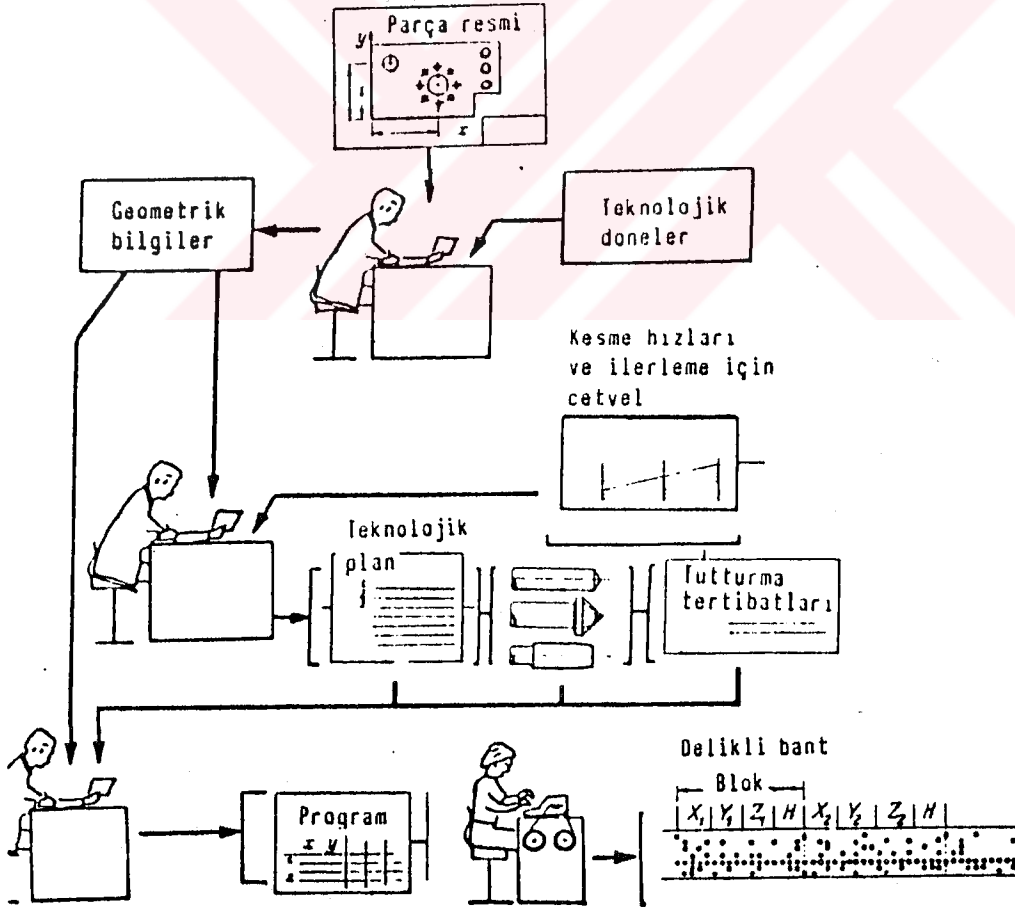 Parça resmi
y
x
Geometrik
bilgiler
Teknolojik
doneler
Kesme hızları
ve ilerleme için
cetvel
Teknolojik
plan
Tutturma
tertibatları
Delikli bant
Blok
X₁ Y₁ Z₁ H X₂ Y₂ Z₂ H
Program
x y